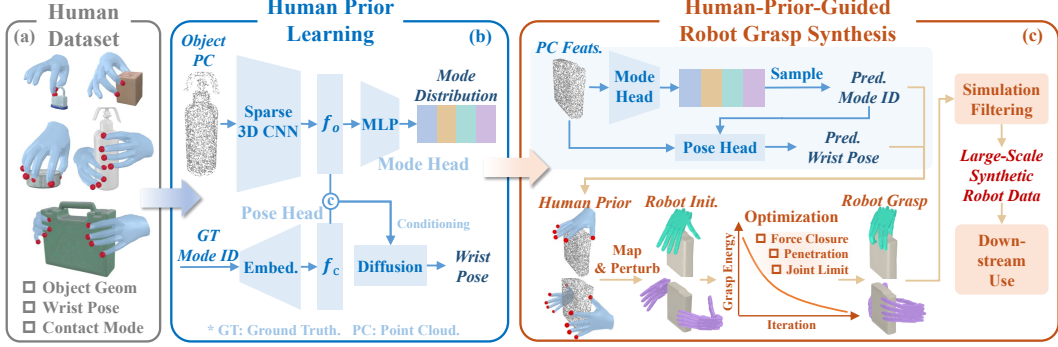 Human
Dataset
(a)
Object Geom
Wrist Pose
Contact Mode
Human Prior
Learning
(b)
Object
PC
Sparse
3D CNN
f_o
MLP
Mode
Distribution
Mode Head
Pose Head
c
Conditioning
GT
Mode ID
Embed.
f_c
Diffusion
Wrist
Pose
* GT: Ground Truth. PC: Point Cloud.
Human-Prior-Guided
Robot Grasp Synthesis
(c)
PC Feats.
Mode
Head
Sample
Pred.
Mode ID
Pose Head
Pred.
Wrist Pose
Human Prior
Map
& Perturb
Robot Init.
Optimization
Force Closure
Penetration
Joint Limit
Grasp Energy
Iteration
Robot Grasp
Simulation
Filtering
Large-Scale
Synthetic
Robot Data
Down-
stream
Use